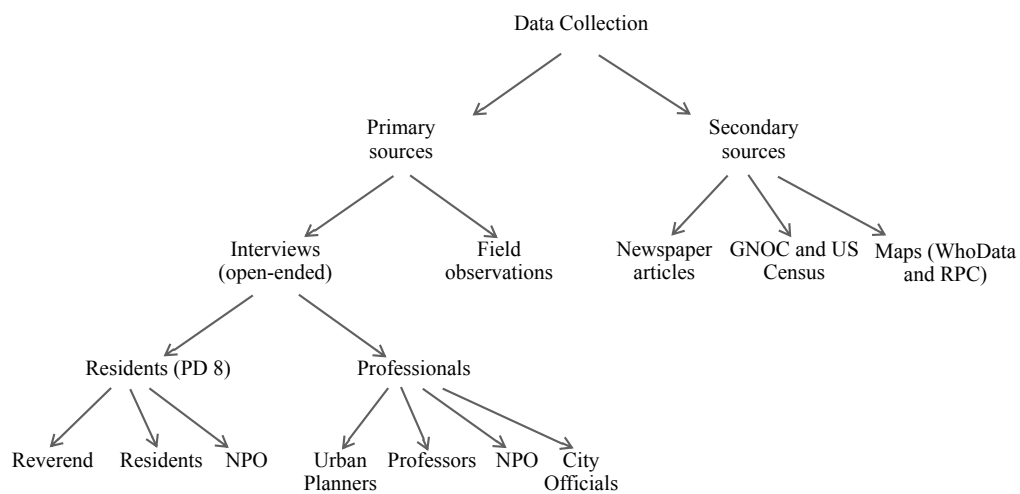 Data Collection
Primary
sources
Secondary
sources
Interviews
(open-ended)
Field
observations
Newspaper
articles
GNOC and US
Census
Maps (WhoData
and RPC)
Residents (PD 8)
Professionals
Reverend
Residents
NPO
Urban
Planners
Professors
NPO
City
Officials